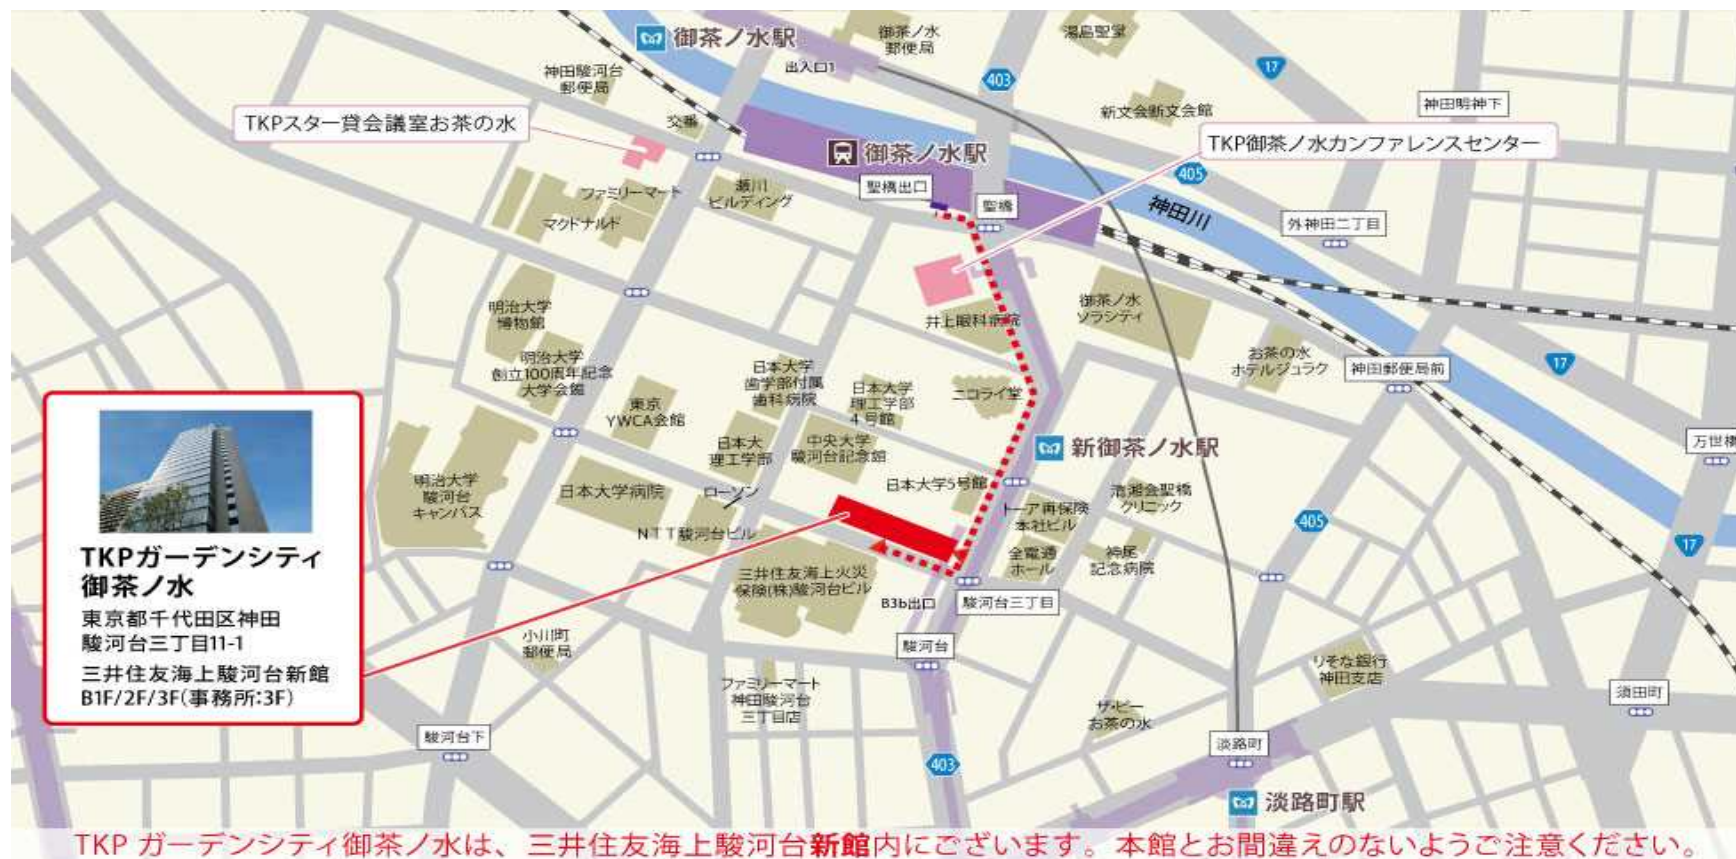 御茶ノ水駅
御茶ノ水
郵便局
湯島聖堂
出入口1
403
17
神田駿河台
郵便局
新文会新文会館
神田明神下
TKPスター貸会議室お茶の水
交番
TKP御茶ノ水カンファレンスセンター
御茶ノ水駅
405
聖橋出口
聖橋
ファミリーマート
瀬川
ビルディング
マクドナルド
神田川
外神田二丁目
明治大学
博物館
井上眼科病院
御茶ノ水
ソラシティ
明治大学
創立100周年記念
大学会館
日本大学
歯学部付属
歯科病院
お茶の水
ホテルジュラク
神田郵便局前
17
東京
YWCA会館
日本大学
理工学部
4号館
ニコライ堂
日本大
理工学部
中央大学
駿河台記念館
新御茶ノ水駅
万世橋
明治大学
駿河台
キャンパス
日本大学病院
ローソン
日本大学5号館
トーア再保険
本社ビル
クリニック
405
17
NTT駿河台ビル
全電通
ホール
神尾
記念病院
三井住友海上火災
保険(株)駿河台ビル
B3b出口
駿河台三丁目
TKPガーデンシティ
御茶ノ水
東京都千代田区神田
駿河台三丁目11-1
三井住友海上駿河台新館
B1F/2F/3F(事務所:3F)
小川町
郵便局
駿河台
りそな銀行
神田支店
須田町
ファミリーマート
神田駿河台
三丁目店
ザ・ビー
お茶の水
駿河台下
淡路町
403
淡路町駅
TKP ガーデンシティ御茶ノ水は、三井住友海上駿河台新館内にございます。本館とお間違えのないようご注意ください。